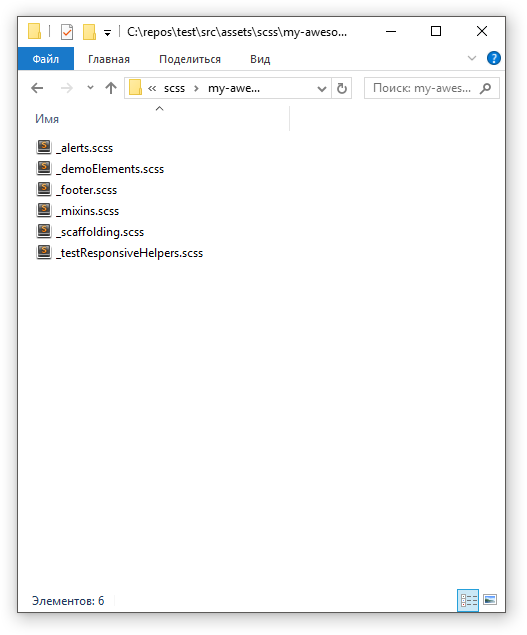 C:\repos\test\src\assets\scss\my-aweso...
Файл Главная Поделиться Вид
scss my-awe... Поиск: my-awes...
Имя
_alerts.scss
_demoElements.scss
_footer.scss
_mixins.scss
_scaffolding.scss
_testResponsiveHelpers.scss
Элементов: 6